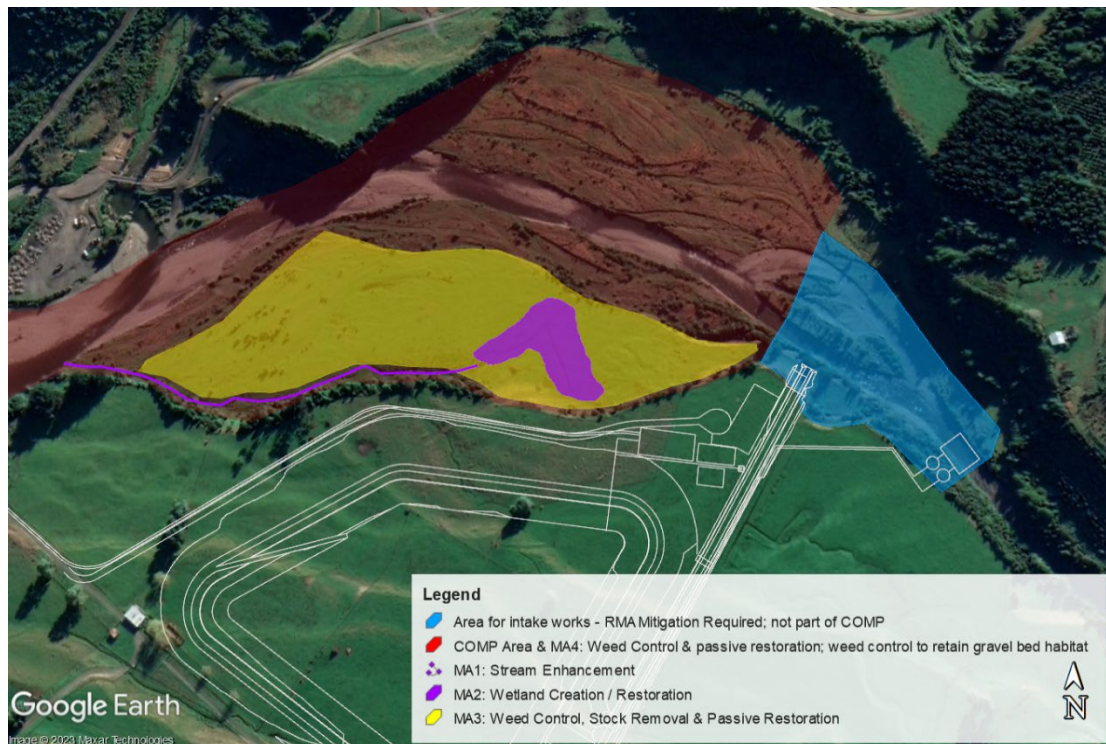 Legend
Area for intake works - RMA Mitigation Required; not part of COMP
COMP Area & MA4: Weed Control & passive restoration; weed control to retain gravel bed habitat
MA1: Stream Enhancement
MA2: Wetland Creation / Restoration
MA3: Weed Control, Stock Removal & Passive Restoration
N
Google Earth
Image © 2023 Maxar Technologies